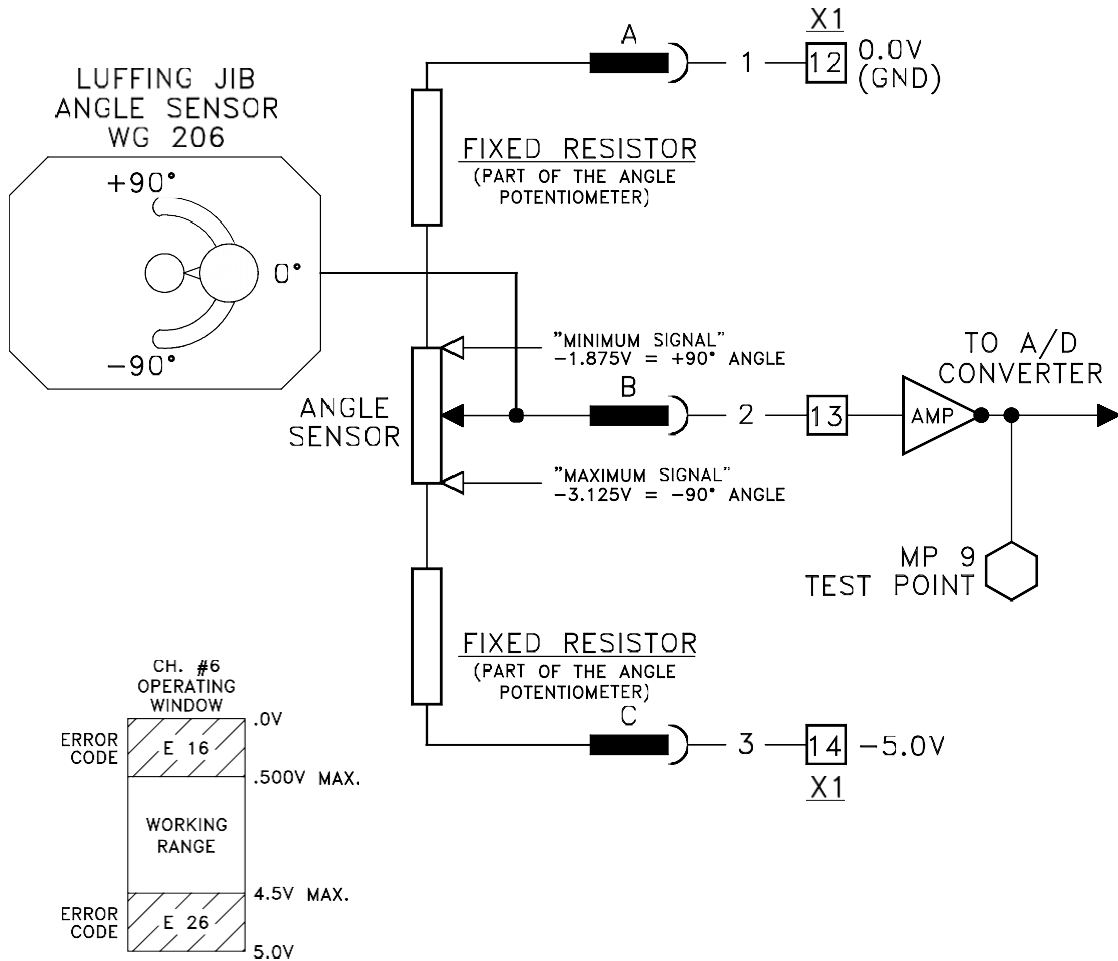 LUFFING JIB
ANGLE SENSOR
WG 206
+90°
0°
-90°
A
1
X1
12
0.0V
(GND)
FIXED RESISTOR
(PART OF THE ANGLE
POTENTIOMETER)
"MINIMUM SIGNAL"
-1.875V = +90° ANGLE
ANGLE
SENSOR
B
2
13
AMP
TO A/D
CONVERTER
"MAXIMUM SIGNAL"
-3.125V = -90° ANGLE
MP 9
TEST POINT
FIXED RESISTOR
(PART OF THE ANGLE
POTENTIOMETER)
C
3
14
-5.0V
X1
CH. #6
OPERATING
WINDOW
.0V
ERROR
CODE
E 16
.500V MAX.
WORKING
RANGE
4.5V MAX.
ERROR
CODE
E 26
5.0V